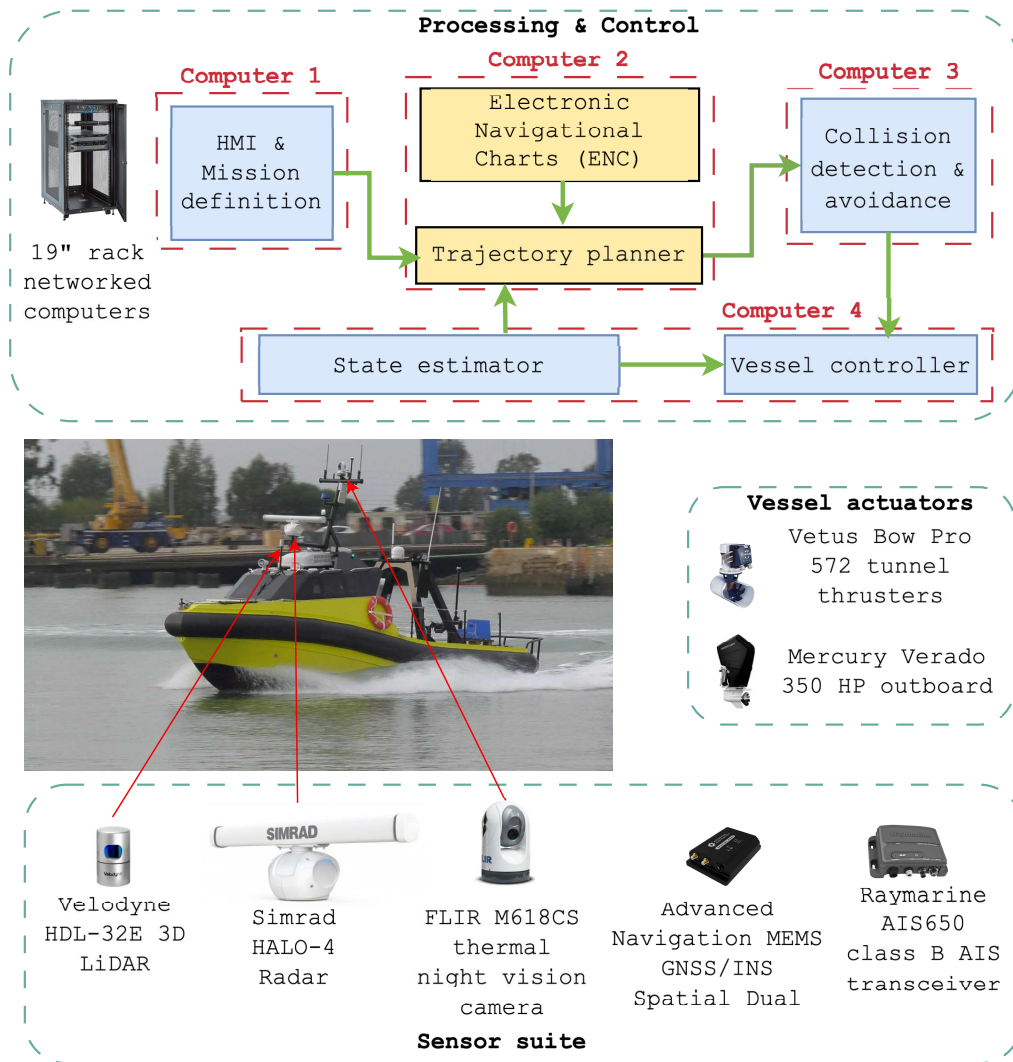 Processing & Control
Computer 1
Computer 2
Computer 3
HMI &
Mission
definition
Electronic
Navigational
Charts (ENC)
Collision
detection &
avoidance
19" rack
networked
computers
Trajectory planner
Computer 4
State estimator
Vessel controller
Vessel actuators
Vetus Bow Pro
572 tunnel
thrusters
Mercury Verado
350 HP outboard
SIMRAD
Velodyne
HDL-32E 3D
LiDAR
Simrad
HALO-4
Radar
FLIR M618CS
thermal
night vision
camera
Advanced
Navigation MEMS
GNSS/INS
Spatial Dual
Raymarine
AIS650
class B AIS
transceiver
Sensor suite